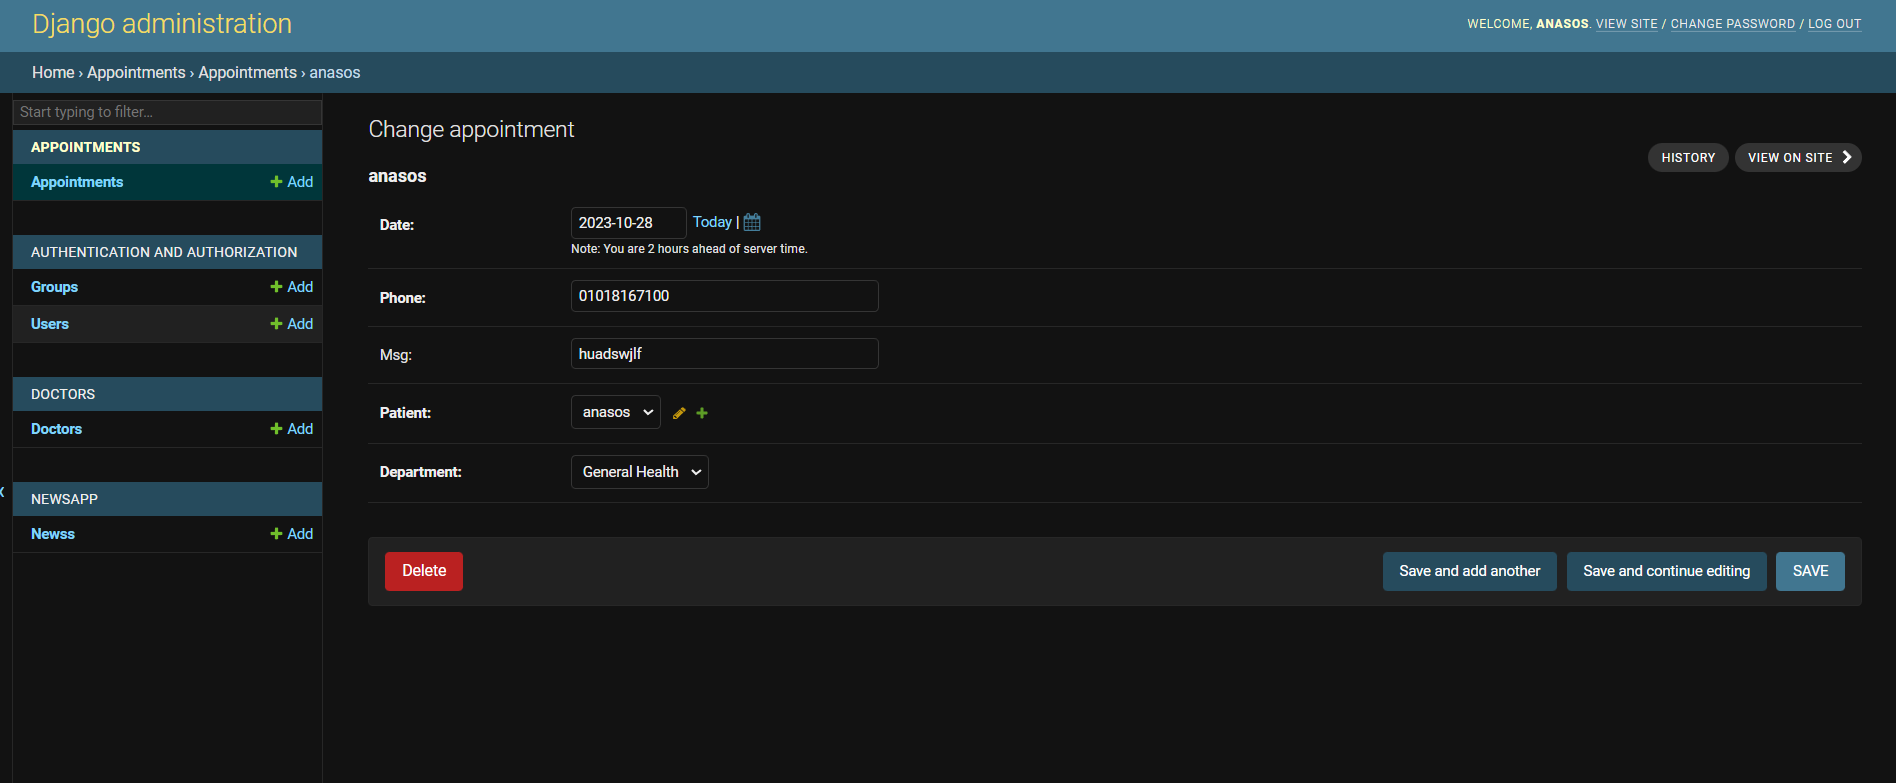 Django administration
WELCOME, ANASOS. VIEW SITE / CHANGE PASSWORD / LOG OUT
Home › Appointments › Appointments › anasos
Start typing to filter...
APPOINTMENTS
Appointments Add
AUTHENTICATION AND AUTHORIZATION
Groups Add
Users Add
DOCTORS
Doctors Add
NEWSAPP
Newss Add
Change appointment
HISTORY VIEW ON SITE
anasos
Date: 2023-10-28 Today |
Note: You are 2 hours ahead of server time.
Phone: 01018167100
Msg: huadswjlf
Patient: anasos
Department: General Health
Delete Save and add another Save and continue editing SAVE